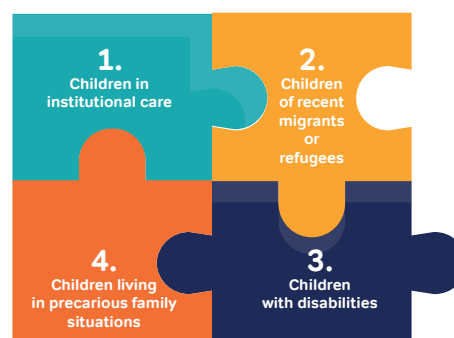 1.
Children in
institutional care
2.
Children
of recent
migrants
or
refugees
4.
Children living
in precarious family
situations
3.
Children
with disabilities